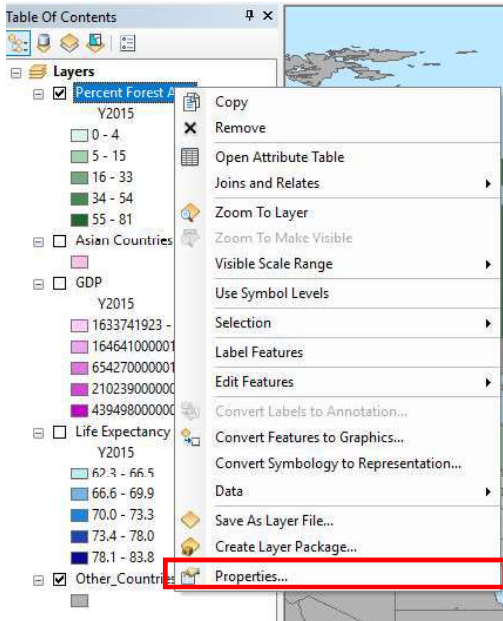 Table Of Contents
Layers
Percent Forest A
Y2015
0 - 4
5 - 15
16 - 33
34 - 54
55 - 81
Asian Countries
GDP
Y2015
1633741923 -
164641000001
654270000001
210239000000
439498000000
Life Expectancy
Y2015
62.3 - 66.5
66.6 - 69.9
70.0 - 73.3
73.4 - 78.0
78.1 - 83.8
Other_Countries
Copy
Remove
Open Attribute Table
Joins and Relates
Zoom To Layer
Zoom To Make Visible
Visible Scale Range
Use Symbol Levels
Selection
Label Features
Edit Features
Convert Labels to Annotation...
Convert Features to Graphics...
Convert Symbology to Representation...
Data
Save As Layer File...
Create Layer Package...
Properties...